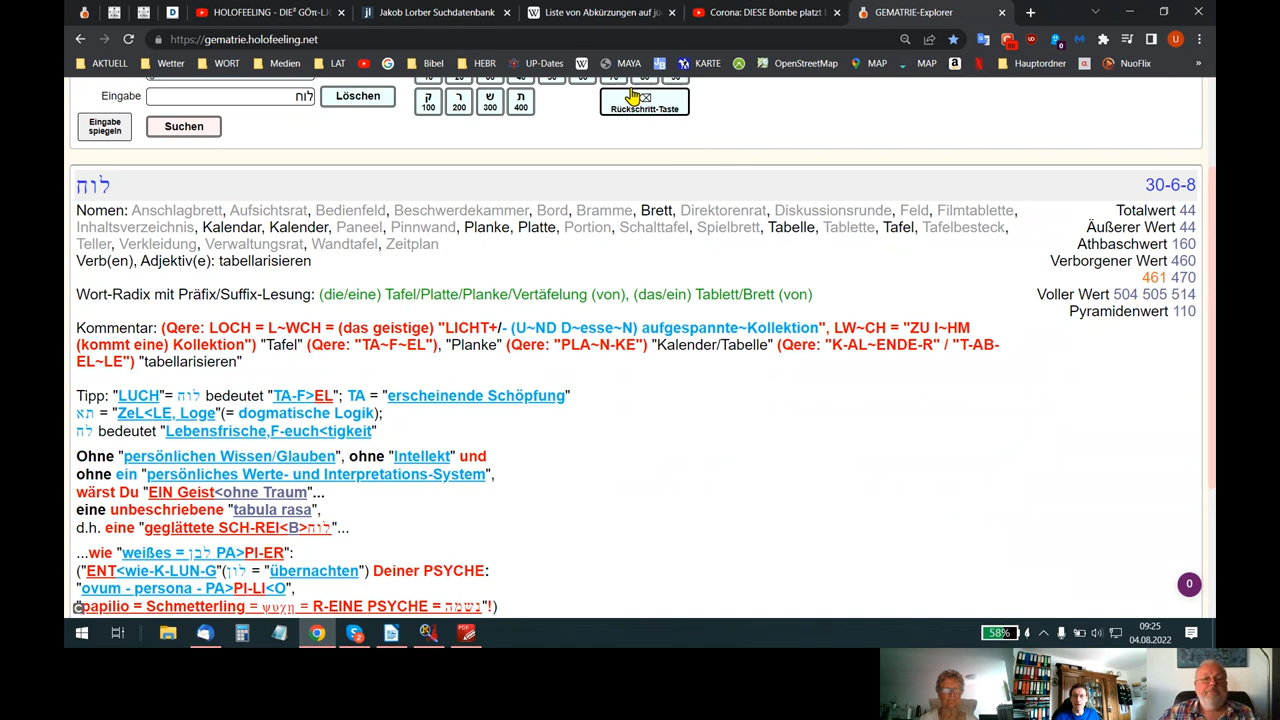 HOLOFEELING - DIE² GÖπ-LIC
Jakob Lorber Suchdatenbank
Liste von Abkürzungen auf jü
Corona: DIESE Bombe platzt
GEMATRIE-Explorer
https://gematrie.holofeeling.net
AKTUELL Wetter WORT Medien LAT Bibel HEBR UP-Dates MAYA KARTE OpenStreetMap MAP MAP Hauptordner NuoFlix »
Eingabe לוח Löschen
ק ר ש ת
100 200 300 400
Rückschritt-Taste
Eingabe
spiegeln
Suchen
לוח 30-6-8
Nomen: Anschlagbrett, Aufsichtsrat, Bedienfeld, Beschwerdekammer, Bord, Bramme, Brett, Direktorenrat, Diskussionsrunde, Feld, Filmtablette,
Inhaltsverzeichnis, Kalendar, Kalender, Paneel, Pinnwand, Planke, Platte, Portion, Schalttafel, Spielbrett, Tabelle, Tablette, Tafel, Tafelbesteck,
Teller, Verkleidung, Verwaltungsrat, Wandtafel, Zeitplan
Verb(en), Adjektiv(e): tabellarisieren
Totalwert 44
Äußerer Wert 44
Athbaschwert 160
Verborgener Wert 460
461 470
Voller Wert 504 505 514
Pyramidenwert 110
Wort-Radix mit Präfix/Suffix-Lesung: (die/eine) Tafel/Platte/Planke/Vertäfelung (von), (das/ein) Tablett/Brett (von)
Kommentar: (Qere: LOCH = L~WCH = (das geistige) "LICHT+/- (U~ND D~esse~N) aufgespannte~Kollektion", LW~CH = "ZU I~HM
(kommt eine) Kollektion") "Tafel" (Qere: "TA~F~EL"), "Planke" (Qere: "PLA~N-KE") "Kalender/Tabelle" (Qere: "K-AL~ENDE-R" / "T-AB-
EL~LE") "tabellarisieren"
Tipp: "LUCH"= לוח bedeutet "TA-F>EL"; TA = "erscheinende Schöpfung"
תא = "ZeL<LE, Loge"(= dogmatische Logik);
לח bedeutet "Lebensfrische,F-euch<tigkeit"
Ohne "persönlichen Wissen/Glauben", ohne "Intellekt" und
ohne ein "persönliches Werte- und Interpretations-System",
wärst Du "EIN Geist<ohne Traum"...
eine unbeschriebene "tabula rasa",
d.h. eine "geglättete SCH-REI<B>לוח"...
...wie "weißes = לבן PA>PI-ER":
("ENT<wie-K-LUN-G"(לון = "übernachten") Deiner PSYCHE:
"ovum - persona - PA>PI-LI<O",
"papilio = Schmetterling = ψυχη = R-EINE PSYCHE = נשמה"!)
0
58%
09:25
04.08.2022